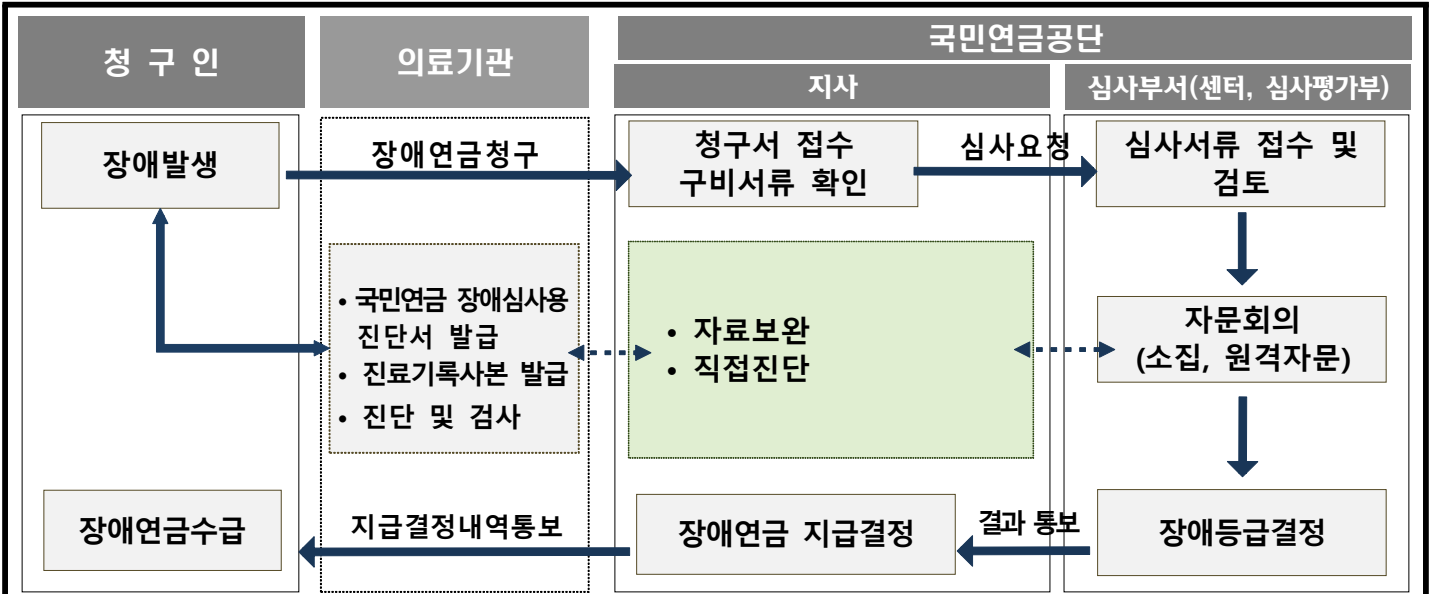 청 구 인
의료기관
국민연금공단
지사
심사부서(센터, 심사평가부)
장애발생
장애연금청구
청구서 접수
구비서류 확인
심사요청
심사서류 접수 및
검토
• 국민연금 장애심사용
진단서 발급
• 진료기록사본 발급
• 진단 및 검사
• 자료보완
• 직접진단
자문회의
(소집, 원격자문)
장애연금수급
지급결정내역통보
장애연금 지급결정
결과 통보
장애등급결정